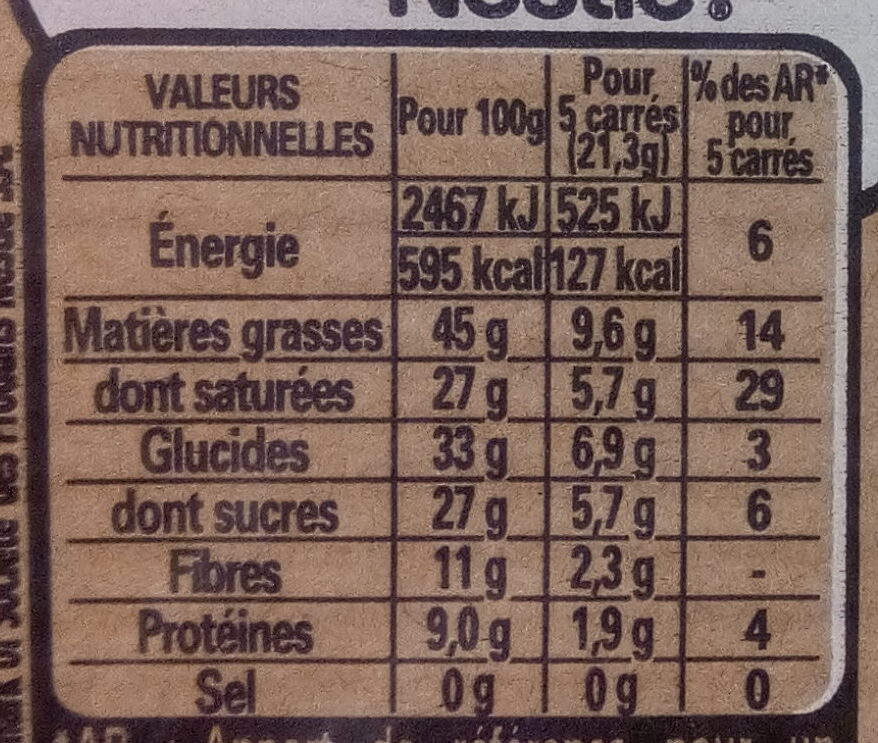 Nestlé®
VALEURS NUTRITIONNELLES Pour 100g Pour 5 carrés (21,3g) % des AR* pour 5 carrés
Énergie 2467 kJ 525 kJ 6
595 kcal 127 kcal
Matières grasses 45 g 9,6 g 14
dont saturées 27 g 5,7 g 29
Glucides 33 g 6,9 g 3
dont sucres 27 g 5,7 g 6
Fibres 11 g 2,3 g -
Protéines 9,0 g 1,9 g 4
Sel 0 g 0 g 0